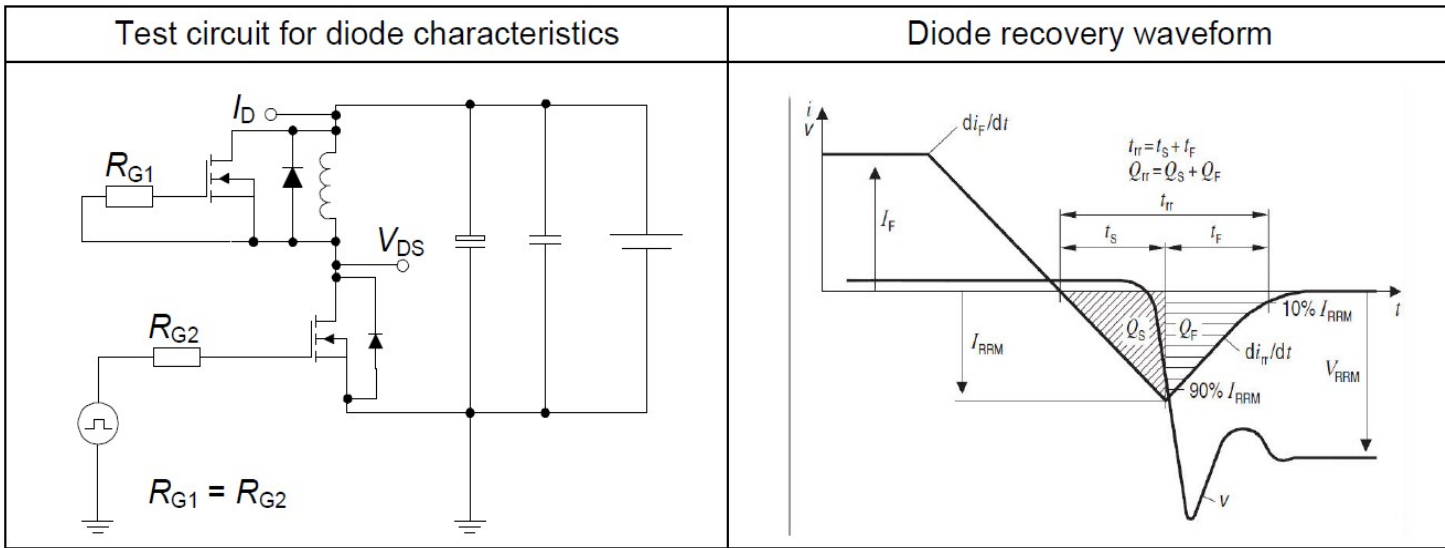 Test circuit for diode characteristics
Diode recovery waveform
I_D
R_G1
V_DS
R_G2
R_G1 = R_G2
i
v
di_F/dt
t_rr = t_S + t_F
Q_rr = Q_S + Q_F
t_rr
I_F
t_S
t_F
10% I_RRM
t
Q_S
Q_F
I_RRM
di_rr/dt
V_RRM
90% I_RRM
v